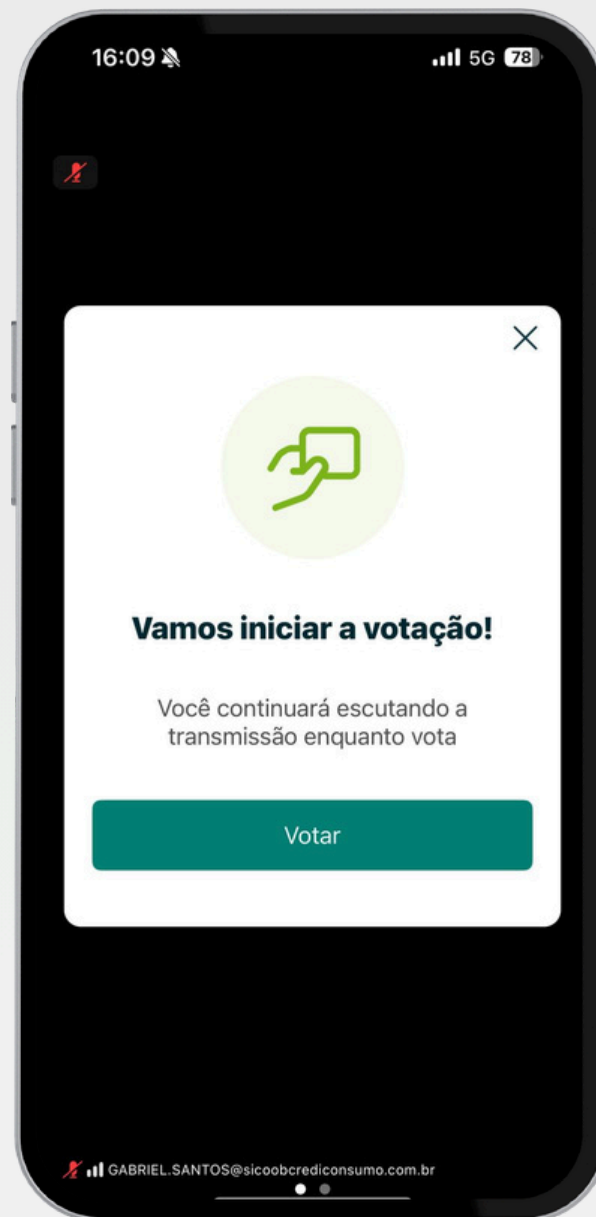 16:09
5G 78
Vamos iniciar a votação!
Você continuará escutando a
transmissão enquanto vota
Votar
GABRIEL.SANTOS@sicoobcrediconsumo.com.br